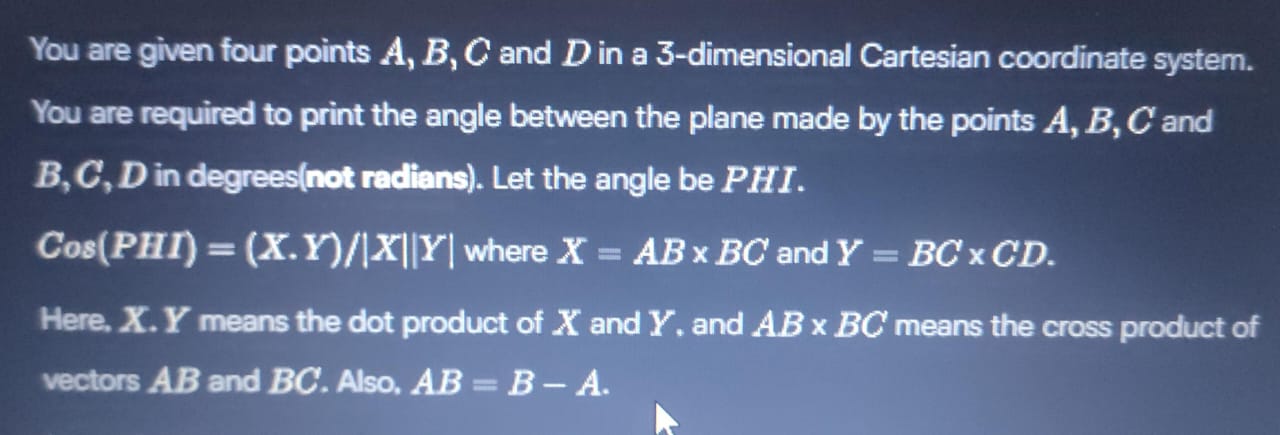 You are given four points A, B, C and D in a 3-dimensional Cartesian coordinate system.
You are required to print the angle between the plane made by the points A, B, C and
B, C, D in degrees(not radians). Let the angle be PHI.
Cos(PHI) = (X.Y)/|X||Y| where X = AB x BC and Y = BC x CD.
Here, X.Y means the dot product of X and Y, and AB x BC means the cross product of
vectors AB and BC. Also, AB = B – A.